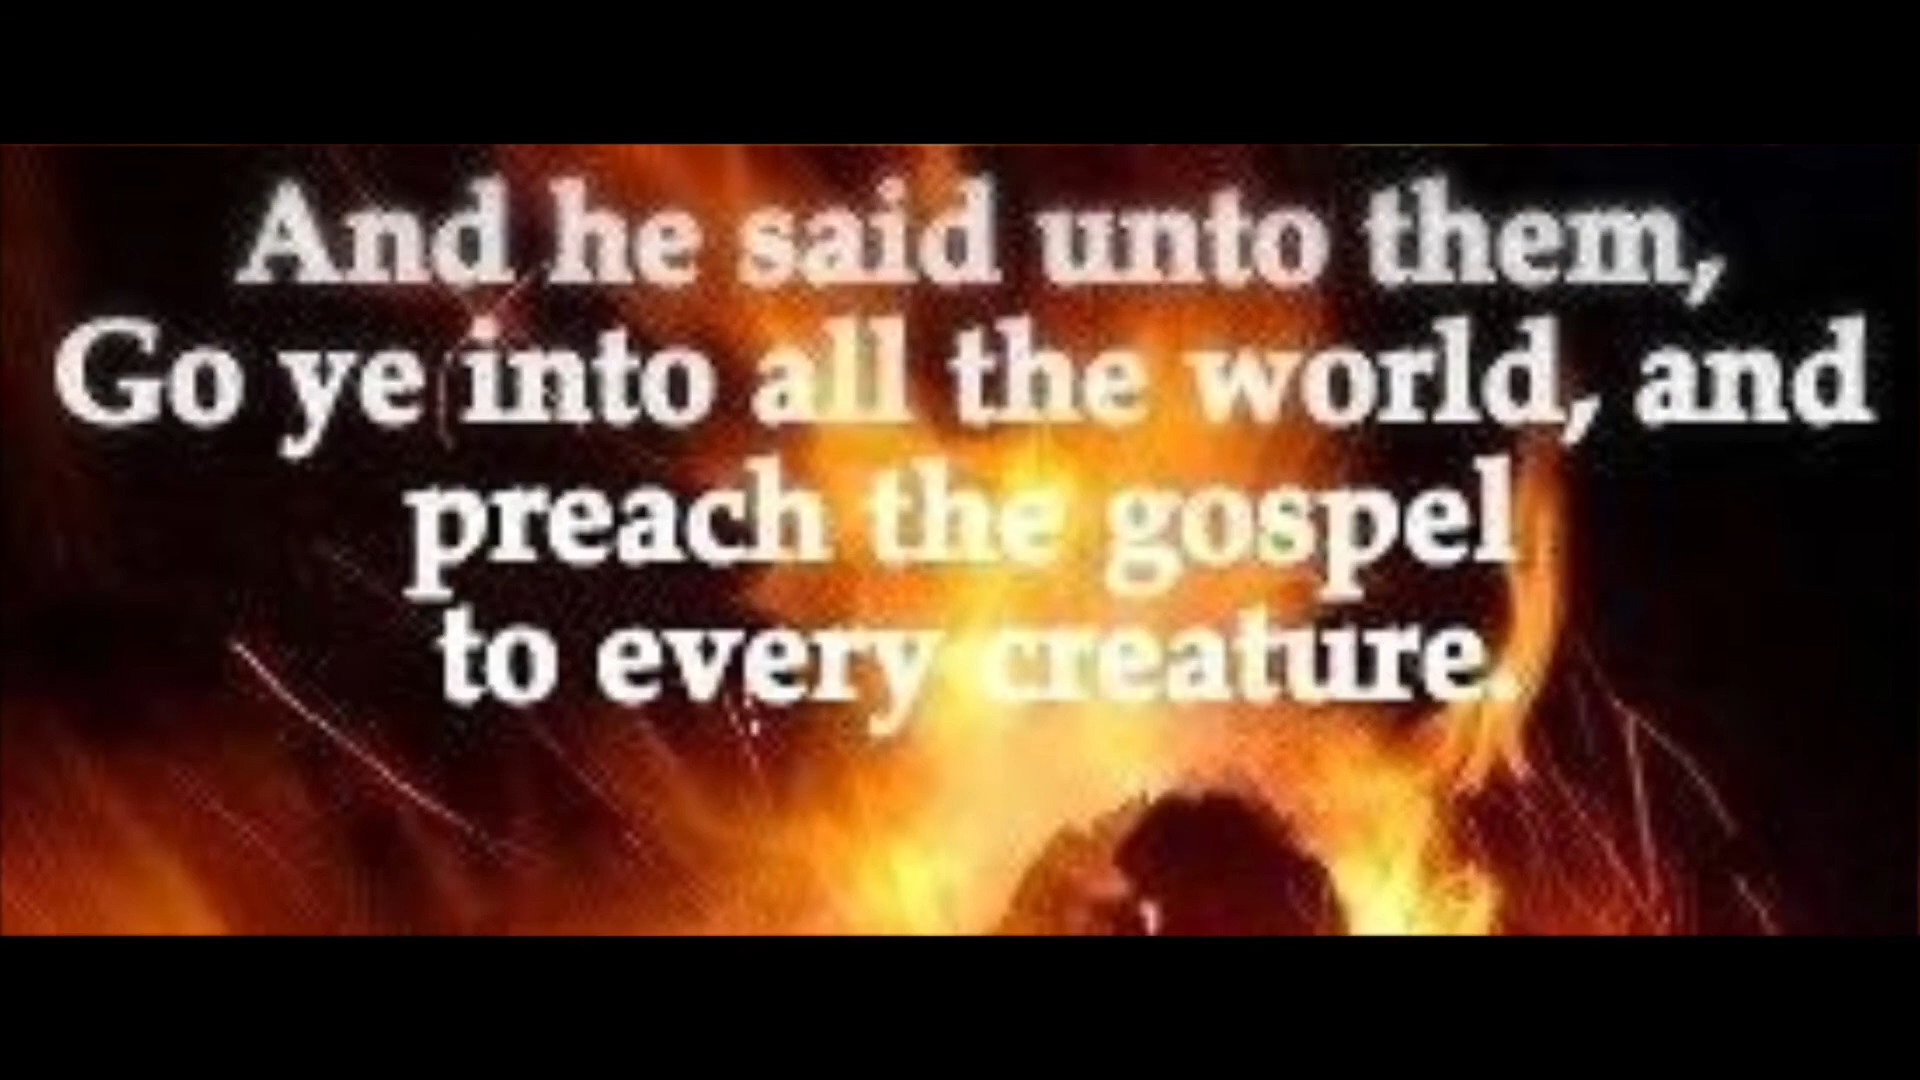 And he said unto them,
Go ye into all the world, and
preach the gospel
to every creature.